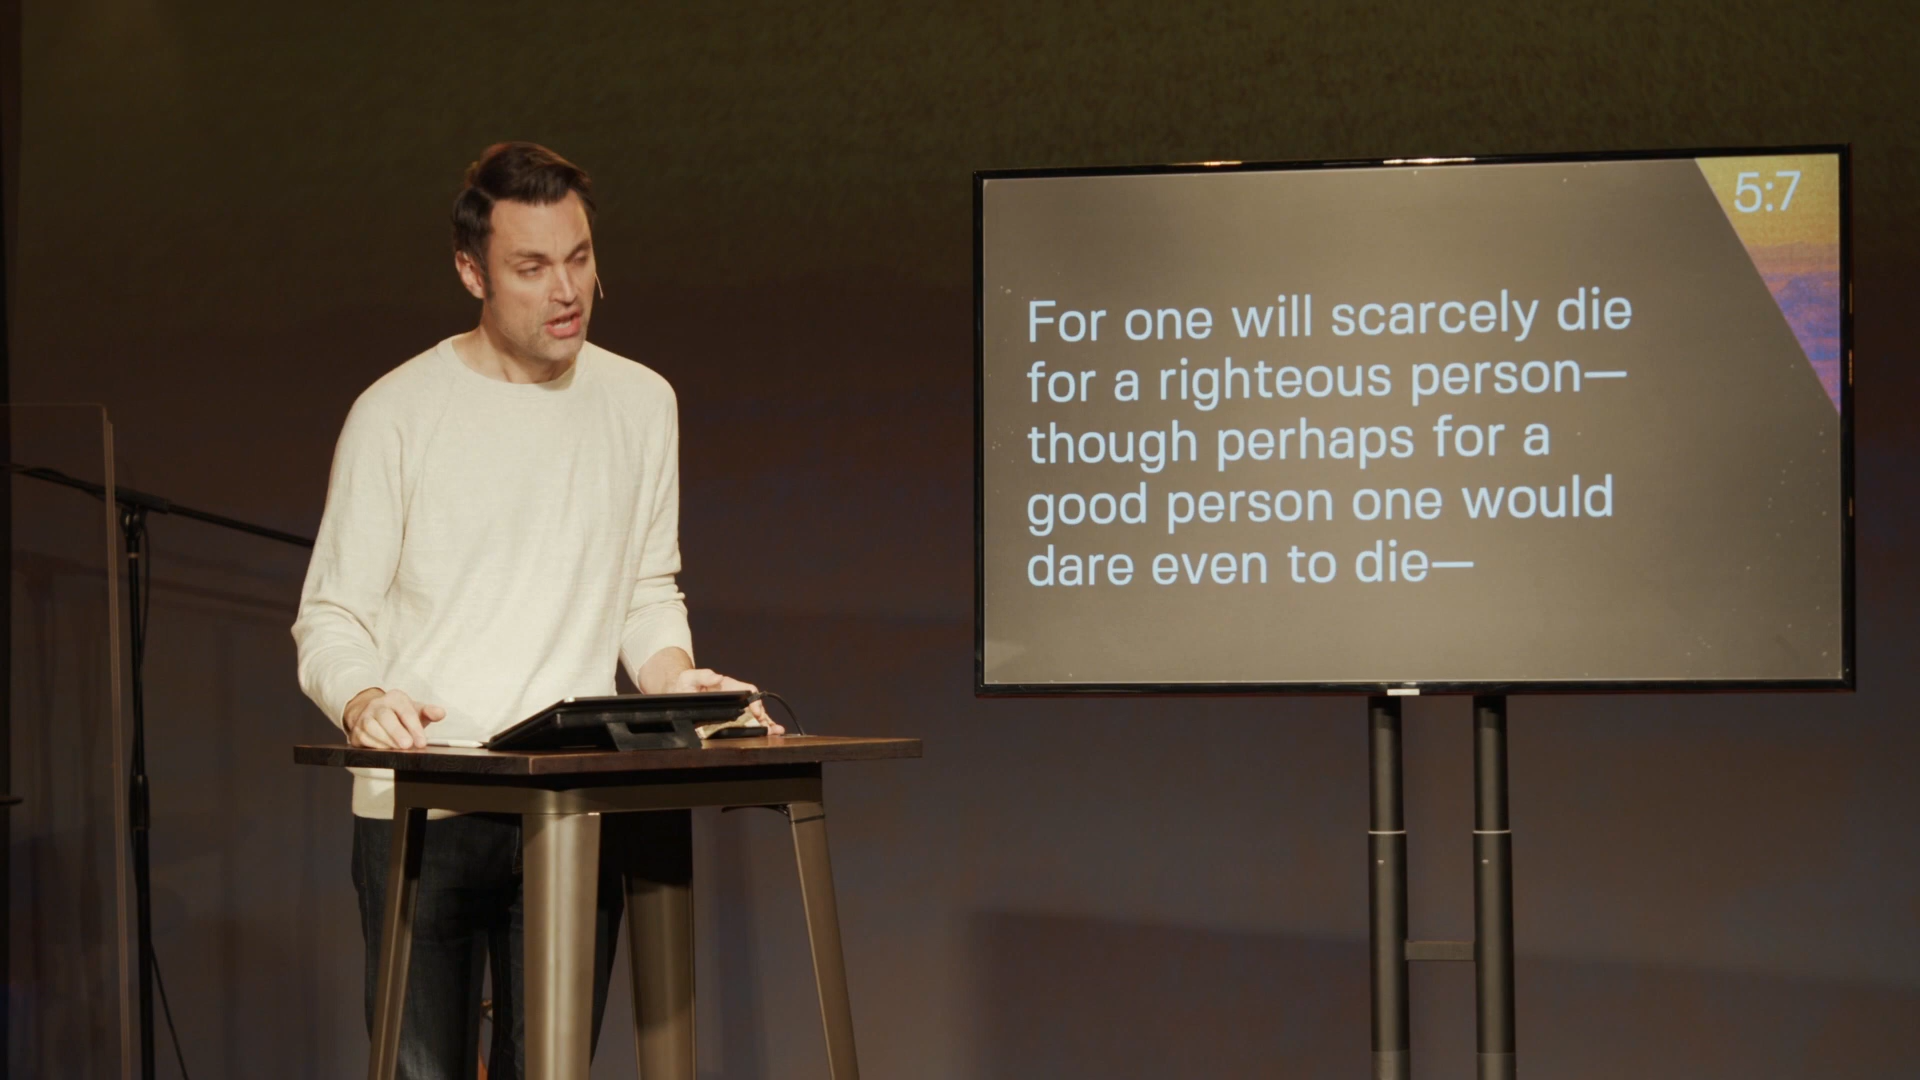 5:7
For one will scarcely die
for a righteous person—
though perhaps for a
good person one would
dare even to die—